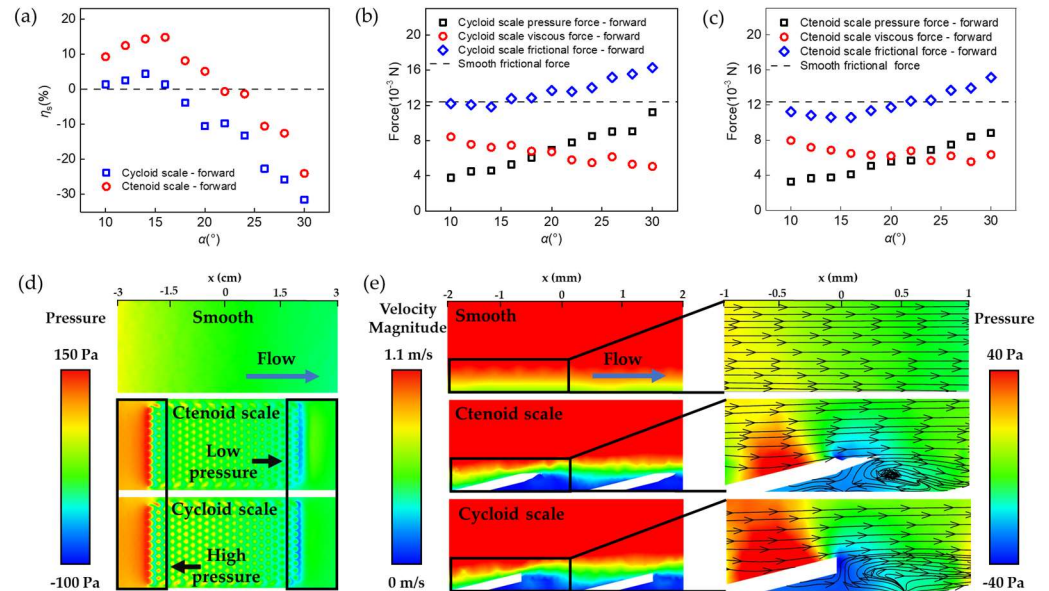 (a)
20
10
0
-10
-20
-30
ηs(%)
Cycloid scale - forward
Ctenoid scale - forward
10 15 20 25 30
α(°)
(b)
Cycloid scale pressure force - forward
Cycloid scale viscous force - forward
Cycloid scale frictional force - forward
Smooth frictional force
20
16
12
8
4
0
Force(10⁻³ N)
10 15 20 25 30
α(°)
(c)
Ctenoid scale pressure force - forward
Ctenoid scale viscous force - forward
Ctenoid scale frictional force - forward
Smooth frictional force
20
16
12
8
4
0
Force(10⁻³ N)
10 15 20 25 30
α(°)
(d)
x (cm)
-3 -1.5 0 1.5 3
Pressure
150 Pa
-100 Pa
Smooth
Flow
Ctenoid scale
Low
pressure
Cycloid scale
High
pressure
(e)
x (mm)
-2 -1 0 1 2
Velocity
Magnitude
1.1 m/s
0 m/s
Smooth
Flow
Ctenoid scale
Cycloid scale
x (mm)
-1 -0.5 0 0.5 1
Pressure
40 Pa
-40 Pa